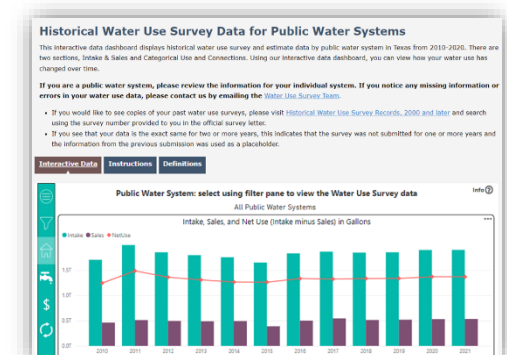 Historical Water Use Survey Data for Public Water Systems
This interactive data dashboard displays historical water use survey and estimate data by public water system in Texas from 2010-2020. There are
two sections, Intake & Sales and Categorical Use and Connections. Using our interactive data dashboard, you can view how your water use has
changed over time.
If you are a public water system, please review the information for your individual system. If you notice any missing information or
errors in your water use data, please contact us by emailing the Water Use Survey Team.
• If you would like to see copies of your past water use surveys, please visit Historical Water Use Survey Records, 2000 and later and search
using the survey number provided to you in the official survey letter.
• If you see that your data is the exact same for two or more years, this indicates that the survey was not submitted for one or more years and
the information from the previous submission was used as a placeholder.
Interactive Data Instructions Definitions
Public Water System: select using filter pane to view the Water Use Survey data
Info ?
All Public Water Systems
Intake, Sales, and Net Use (Intake minus Sales) in Gallons
Intake Sales NetUse
1.5T
1.0T
0.5T
$
2010 2011 2012 2013 2014 2015 2016 2017 2018 2019 2020 2021